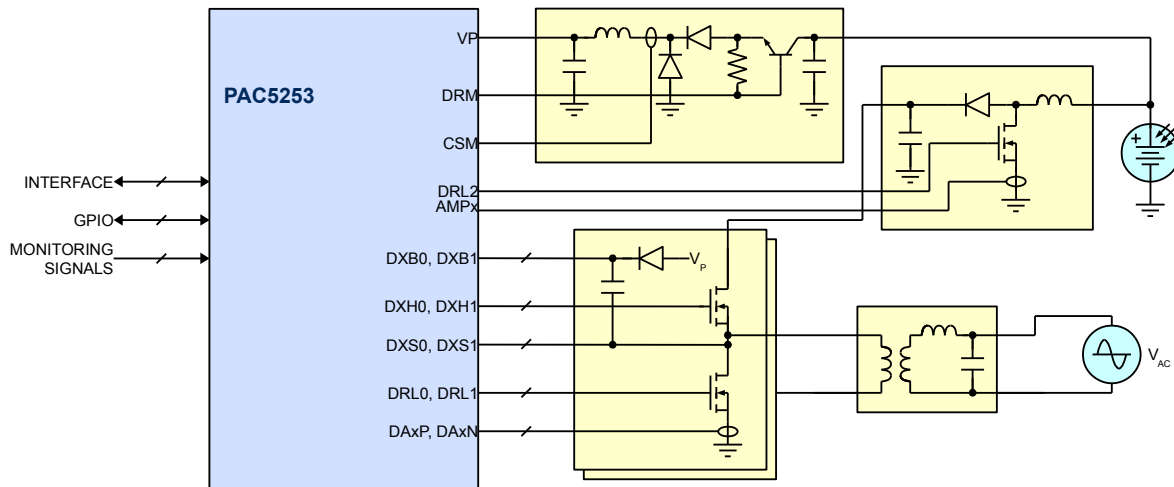 VP
PAC5253
DRM
CSM
+
INTERFACE
DRL2
AMPx
GPIO
MONITORING
SIGNALS
DXB0, DXB1
VP
DXH0, DXH1
DXS0, DXS1
VAC
DRL0, DRL1
DAxP, DAxN